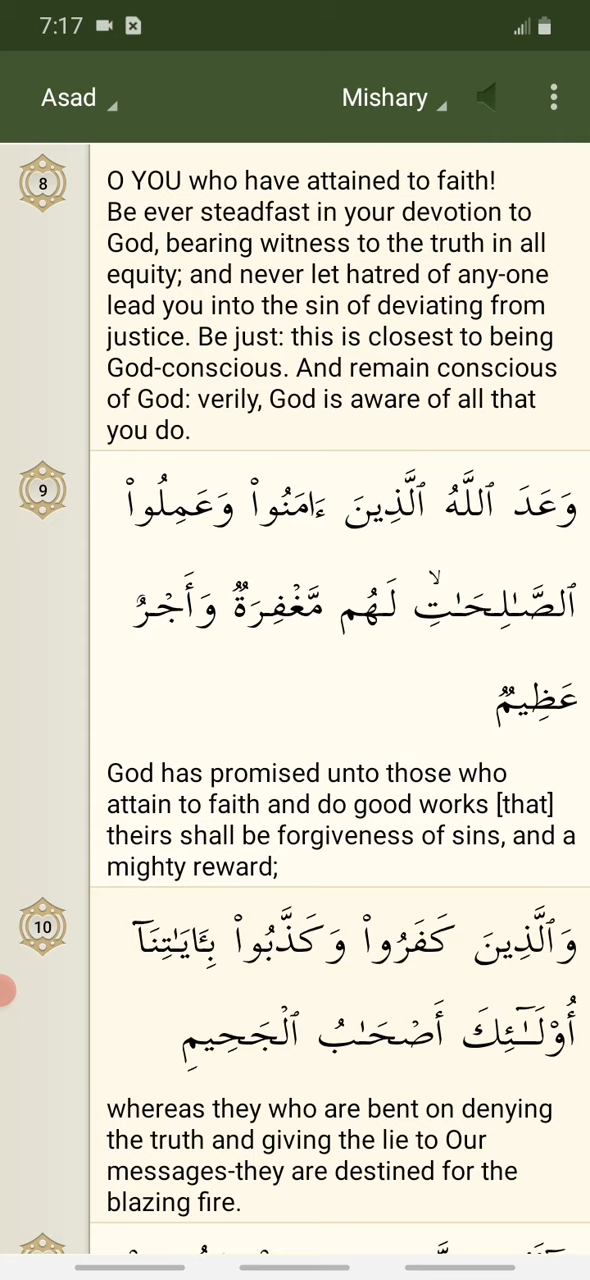 7:17
Asad
Mishary
8
O YOU who have attained to faith!
Be ever steadfast in your devotion to
God, bearing witness to the truth in all
equity; and never let hatred of any-one
lead you into the sin of deviating from
justice. Be just: this is closest to being
God-conscious. And remain conscious
of God: verily, God is aware of all that
you do.
9
وَعَدَ ٱللَّهُ ٱلَّذِينَ ءَامَنُوا۟ وَعَمِلُوا۟
ٱلصَّـٰلِحَـٰتِ ۙ لَهُم مَّغْفِرَةٌ وَأَجْرٌ
عَظِيمٌ
God has promised unto those who
attain to faith and do good works [that]
theirs shall be forgiveness of sins, and a
mighty reward;
10
وَٱلَّذِينَ كَفَرُوا۟ وَكَذَّبُوا۟ بِـَٔايَـٰتِنَآ
أُو۟لَـٰٓئِكَ أَصْحَـٰبُ ٱلْجَحِيمِ
whereas they who are bent on denying
the truth and giving the lie to Our
messages-they are destined for the
blazing fire.